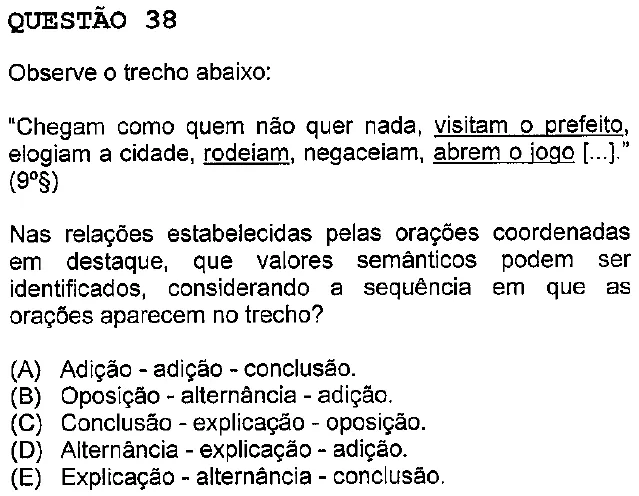 QUESTÃO 38
Observe o trecho abaixo:
"Chegam como quem não quer nada, visitam o prefeito,
elogiam a cidade, rodeiam, negaceiam, abrem o jogo [...]."
(9º§)
Nas relações estabelecidas pelas orações coordenadas
em destaque, que valores semânticos podem ser
identificados, considerando a sequência em que as
orações aparecem no trecho?
(A) Adição - adição - conclusão.
(B) Oposição - alternância - adição.
(C) Conclusão - explicação - oposição.
(D) Alternância - explicação - adição.
(E) Explicação - alternância - conclusão.